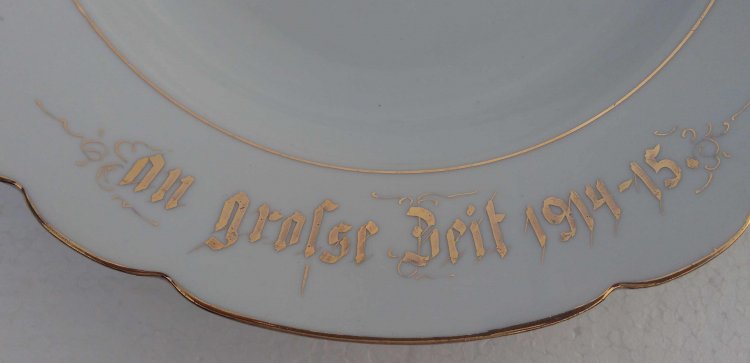 an groſse Zeit 1914-15.